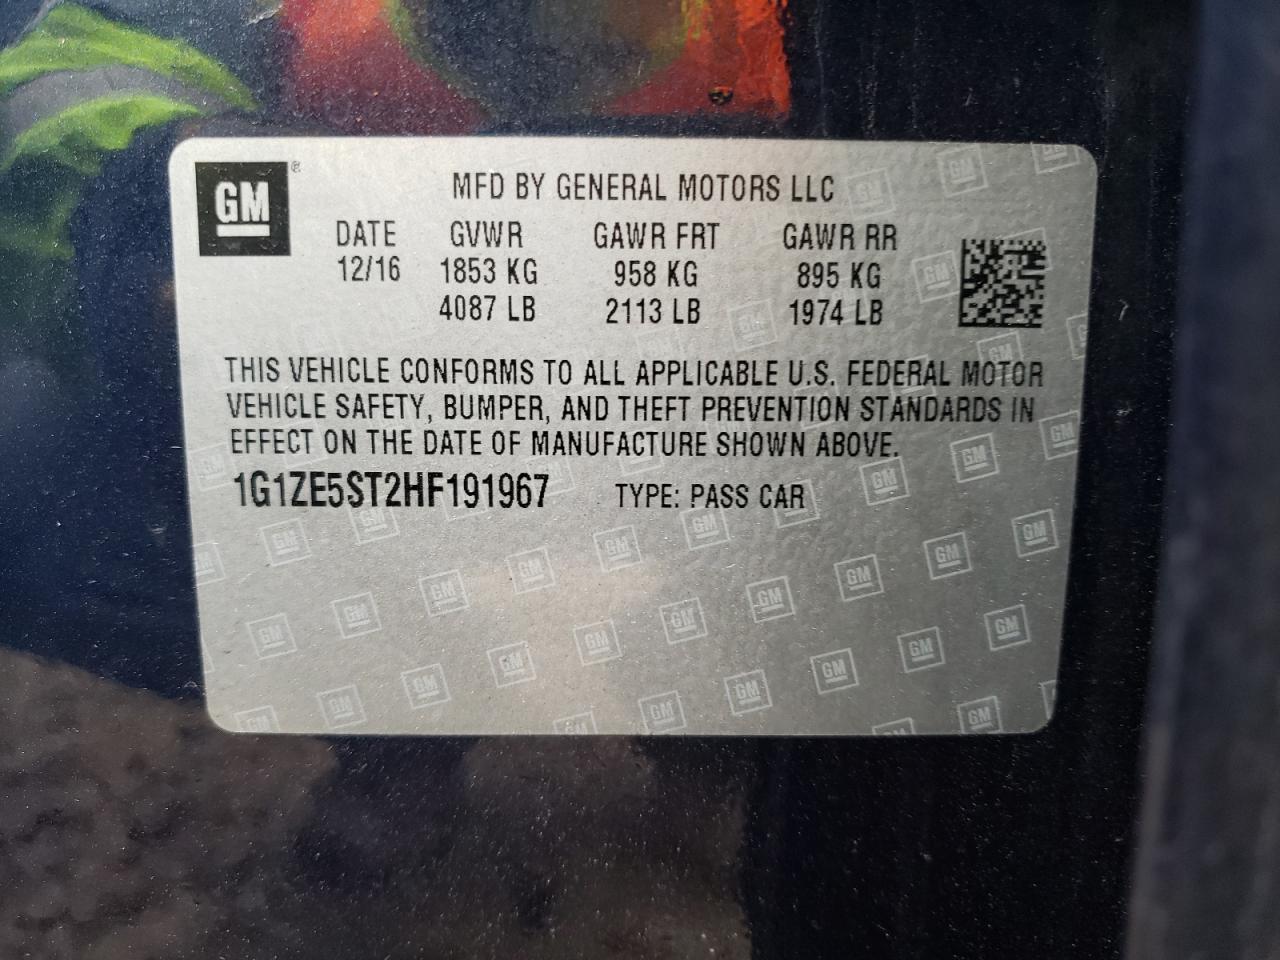 GM®
MFD BY GENERAL MOTORS LLC
DATE GVWR GAWR FRT GAWR RR
12/16 1853 KG 958 KG 895 KG
4087 LB 2113 LB 1974 LB
THIS VEHICLE CONFORMS TO ALL APPLICABLE U.S. FEDERAL MOTOR
VEHICLE SAFETY, BUMPER, AND THEFT PREVENTION STANDARDS IN
EFFECT ON THE DATE OF MANUFACTURE SHOWN ABOVE.
1G1ZE5ST2HF191967 TYPE: PASS CAR